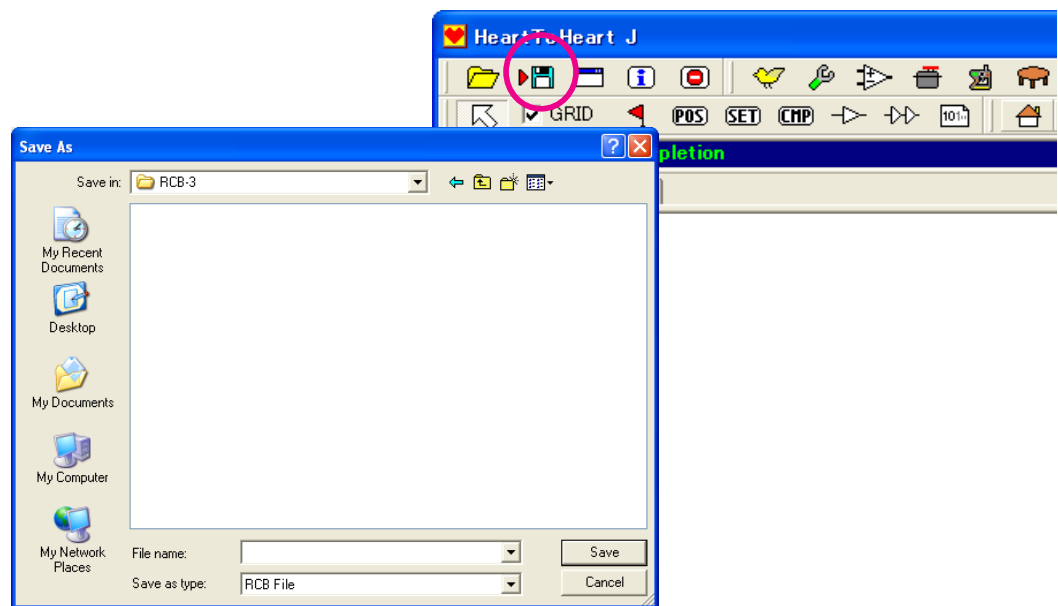 HeartToHeart J
GRID
POS
SET
CMP
101..
pletion
Save As
Save in:
RCB-3
My Recent
Documents
Desktop
My Documents
My Computer
My Network
Places
File name:
Save
Save as type:
RCB File
Cancel